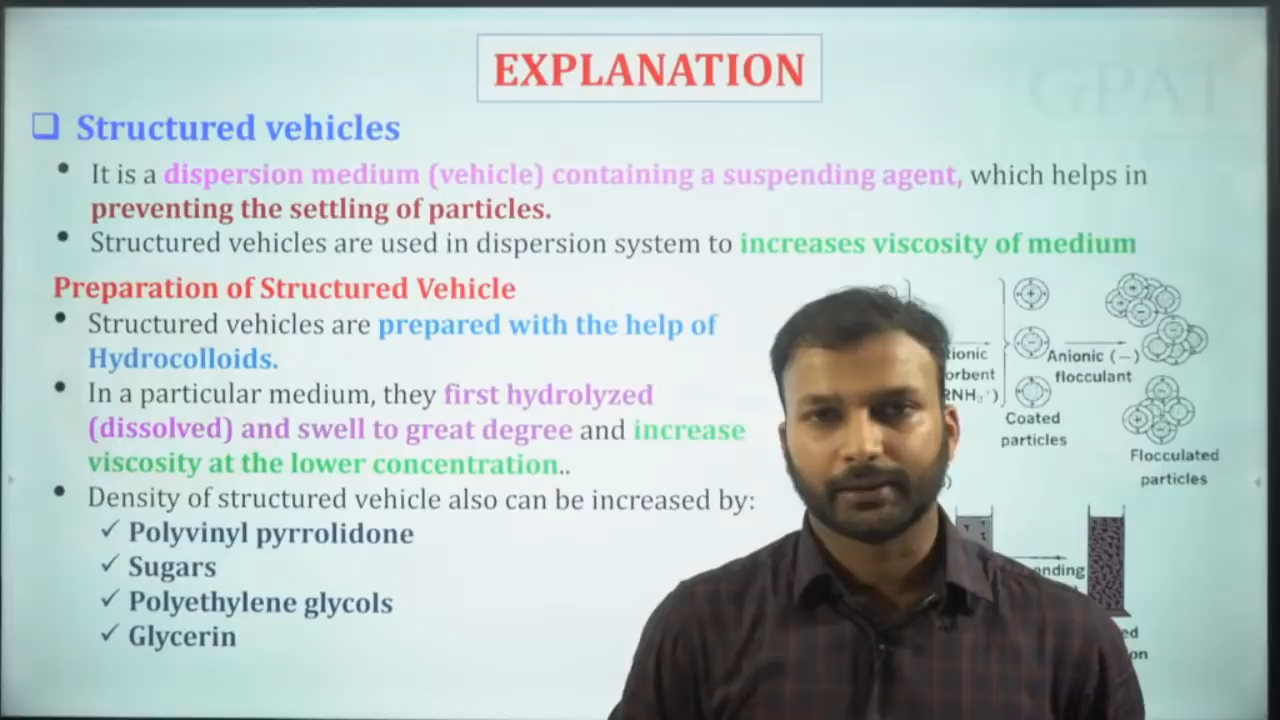 EXPLANATION
GPAT
❑ Structured vehicles
• It is a dispersion medium (vehicle) containing a suspending agent, which helps in
preventing the settling of particles.
• Structured vehicles are used in dispersion system to increases viscosity of medium
Preparation of Structured Vehicle
• Structured vehicles are prepared with the help of
Hydrocolloids.
• In a particular medium, they first hydrolyzed
(dissolved) and swell to great degree and increase
viscosity at the lower concentration..
• Density of structured vehicle also can be increased by:
✓ Polyvinyl pyrrolidone
✓ Sugars
✓ Polyethylene glycols
✓ Glycerin
Anionic (−)
flocculant
Coated
particles
Flocculated
particles